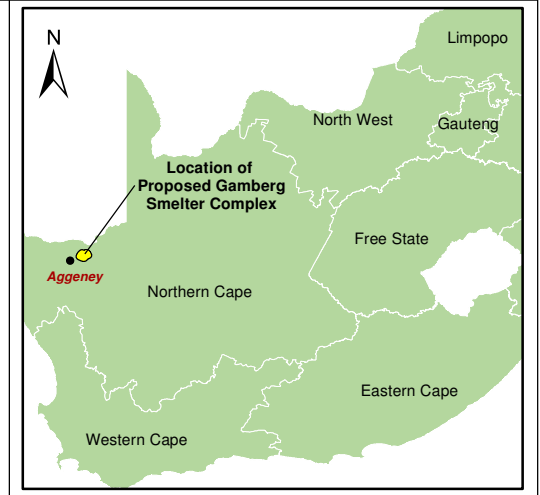 N
Limpopo
North West
Gauteng
Location of
Proposed Gamberg
Smelter Complex
Free State
Aggeney
Northern Cape
Eastern Cape
Western Cape